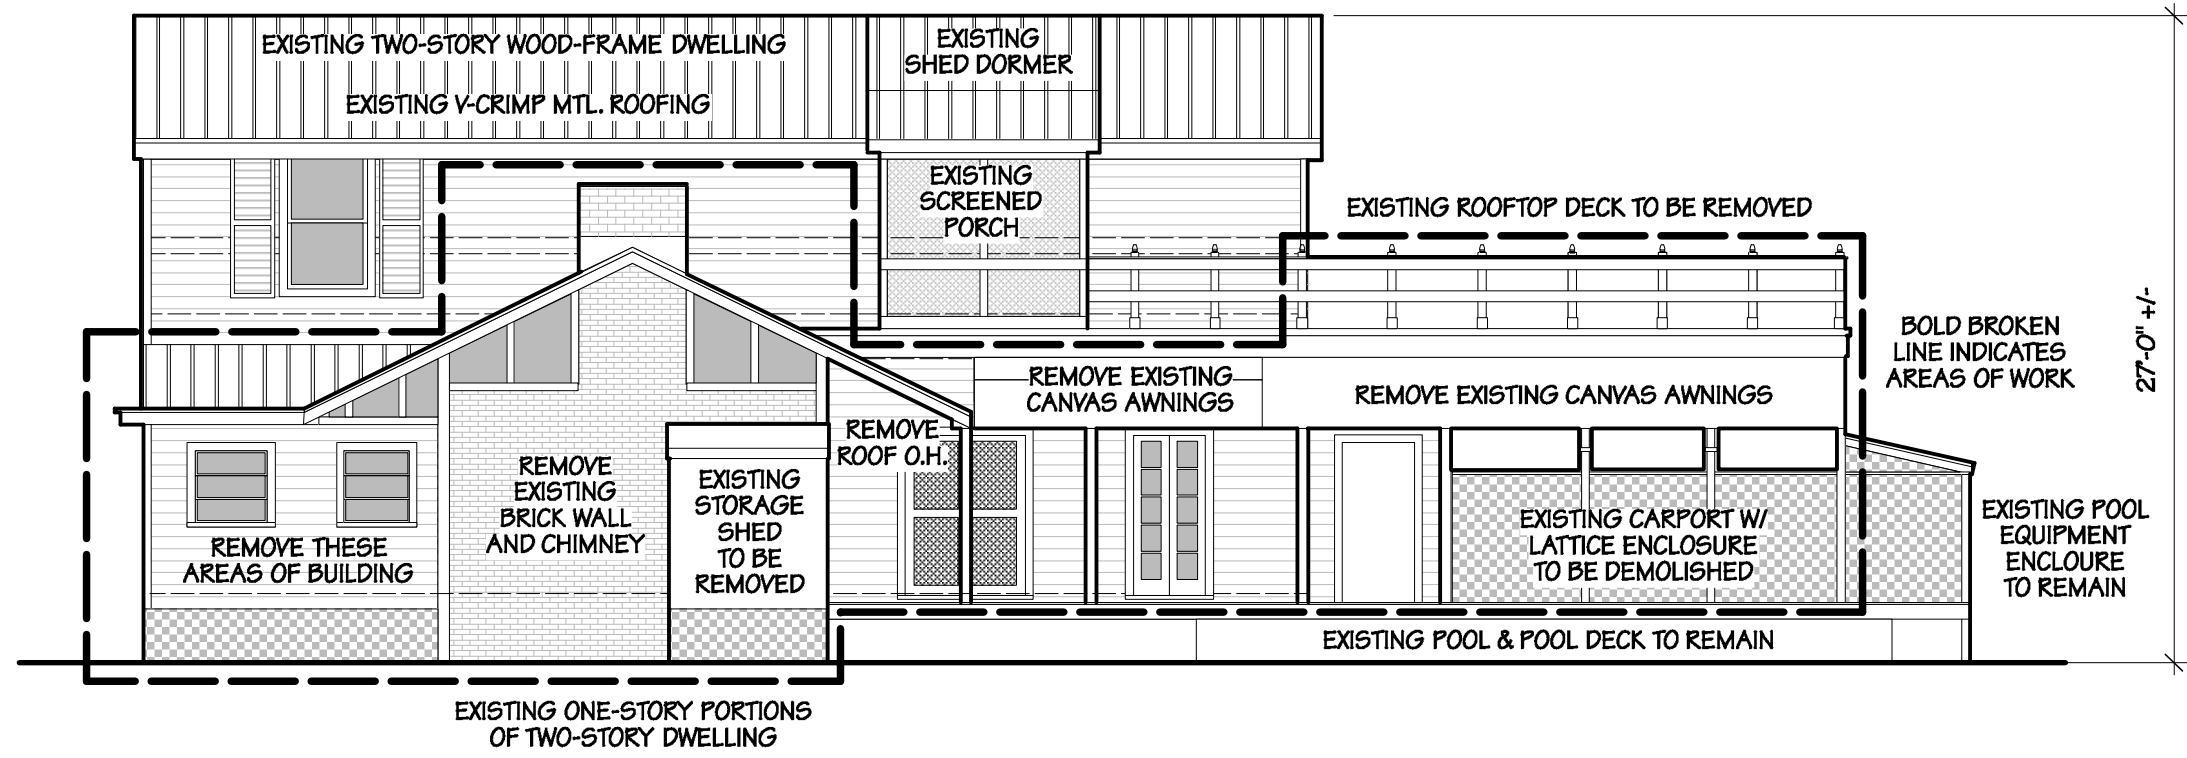 EXISTING TWO-STORY WOOD-FRAME DWELLING
EXISTING V-CRIMP MTL. ROOFING
EXISTING
SHED DORMER
EXISTING
SCREENED
PORCH
EXISTING ROOFTOP DECK TO BE REMOVED
27'-0" +/-
BOLD BROKEN
LINE INDICATES
AREAS OF WORK
REMOVE EXISTING
CANVAS AWNINGS
REMOVE EXISTING CANVAS AWNINGS
REMOVE
ROOF O.H.
REMOVE
EXISTING
BRICK WALL
AND CHIMNEY
EXISTING
STORAGE
SHED
TO BE
REMOVED
REMOVE THESE
AREAS OF BUILDING
EXISTING CARPORT W/
LATTICE ENCLOSURE
TO BE DEMOLISHED
EXISTING POOL
EQUIPMENT
ENCLOURE
TO REMAIN
EXISTING POOL & POOL DECK TO REMAIN
EXISTING ONE-STORY PORTIONS
OF TWO-STORY DWELLING